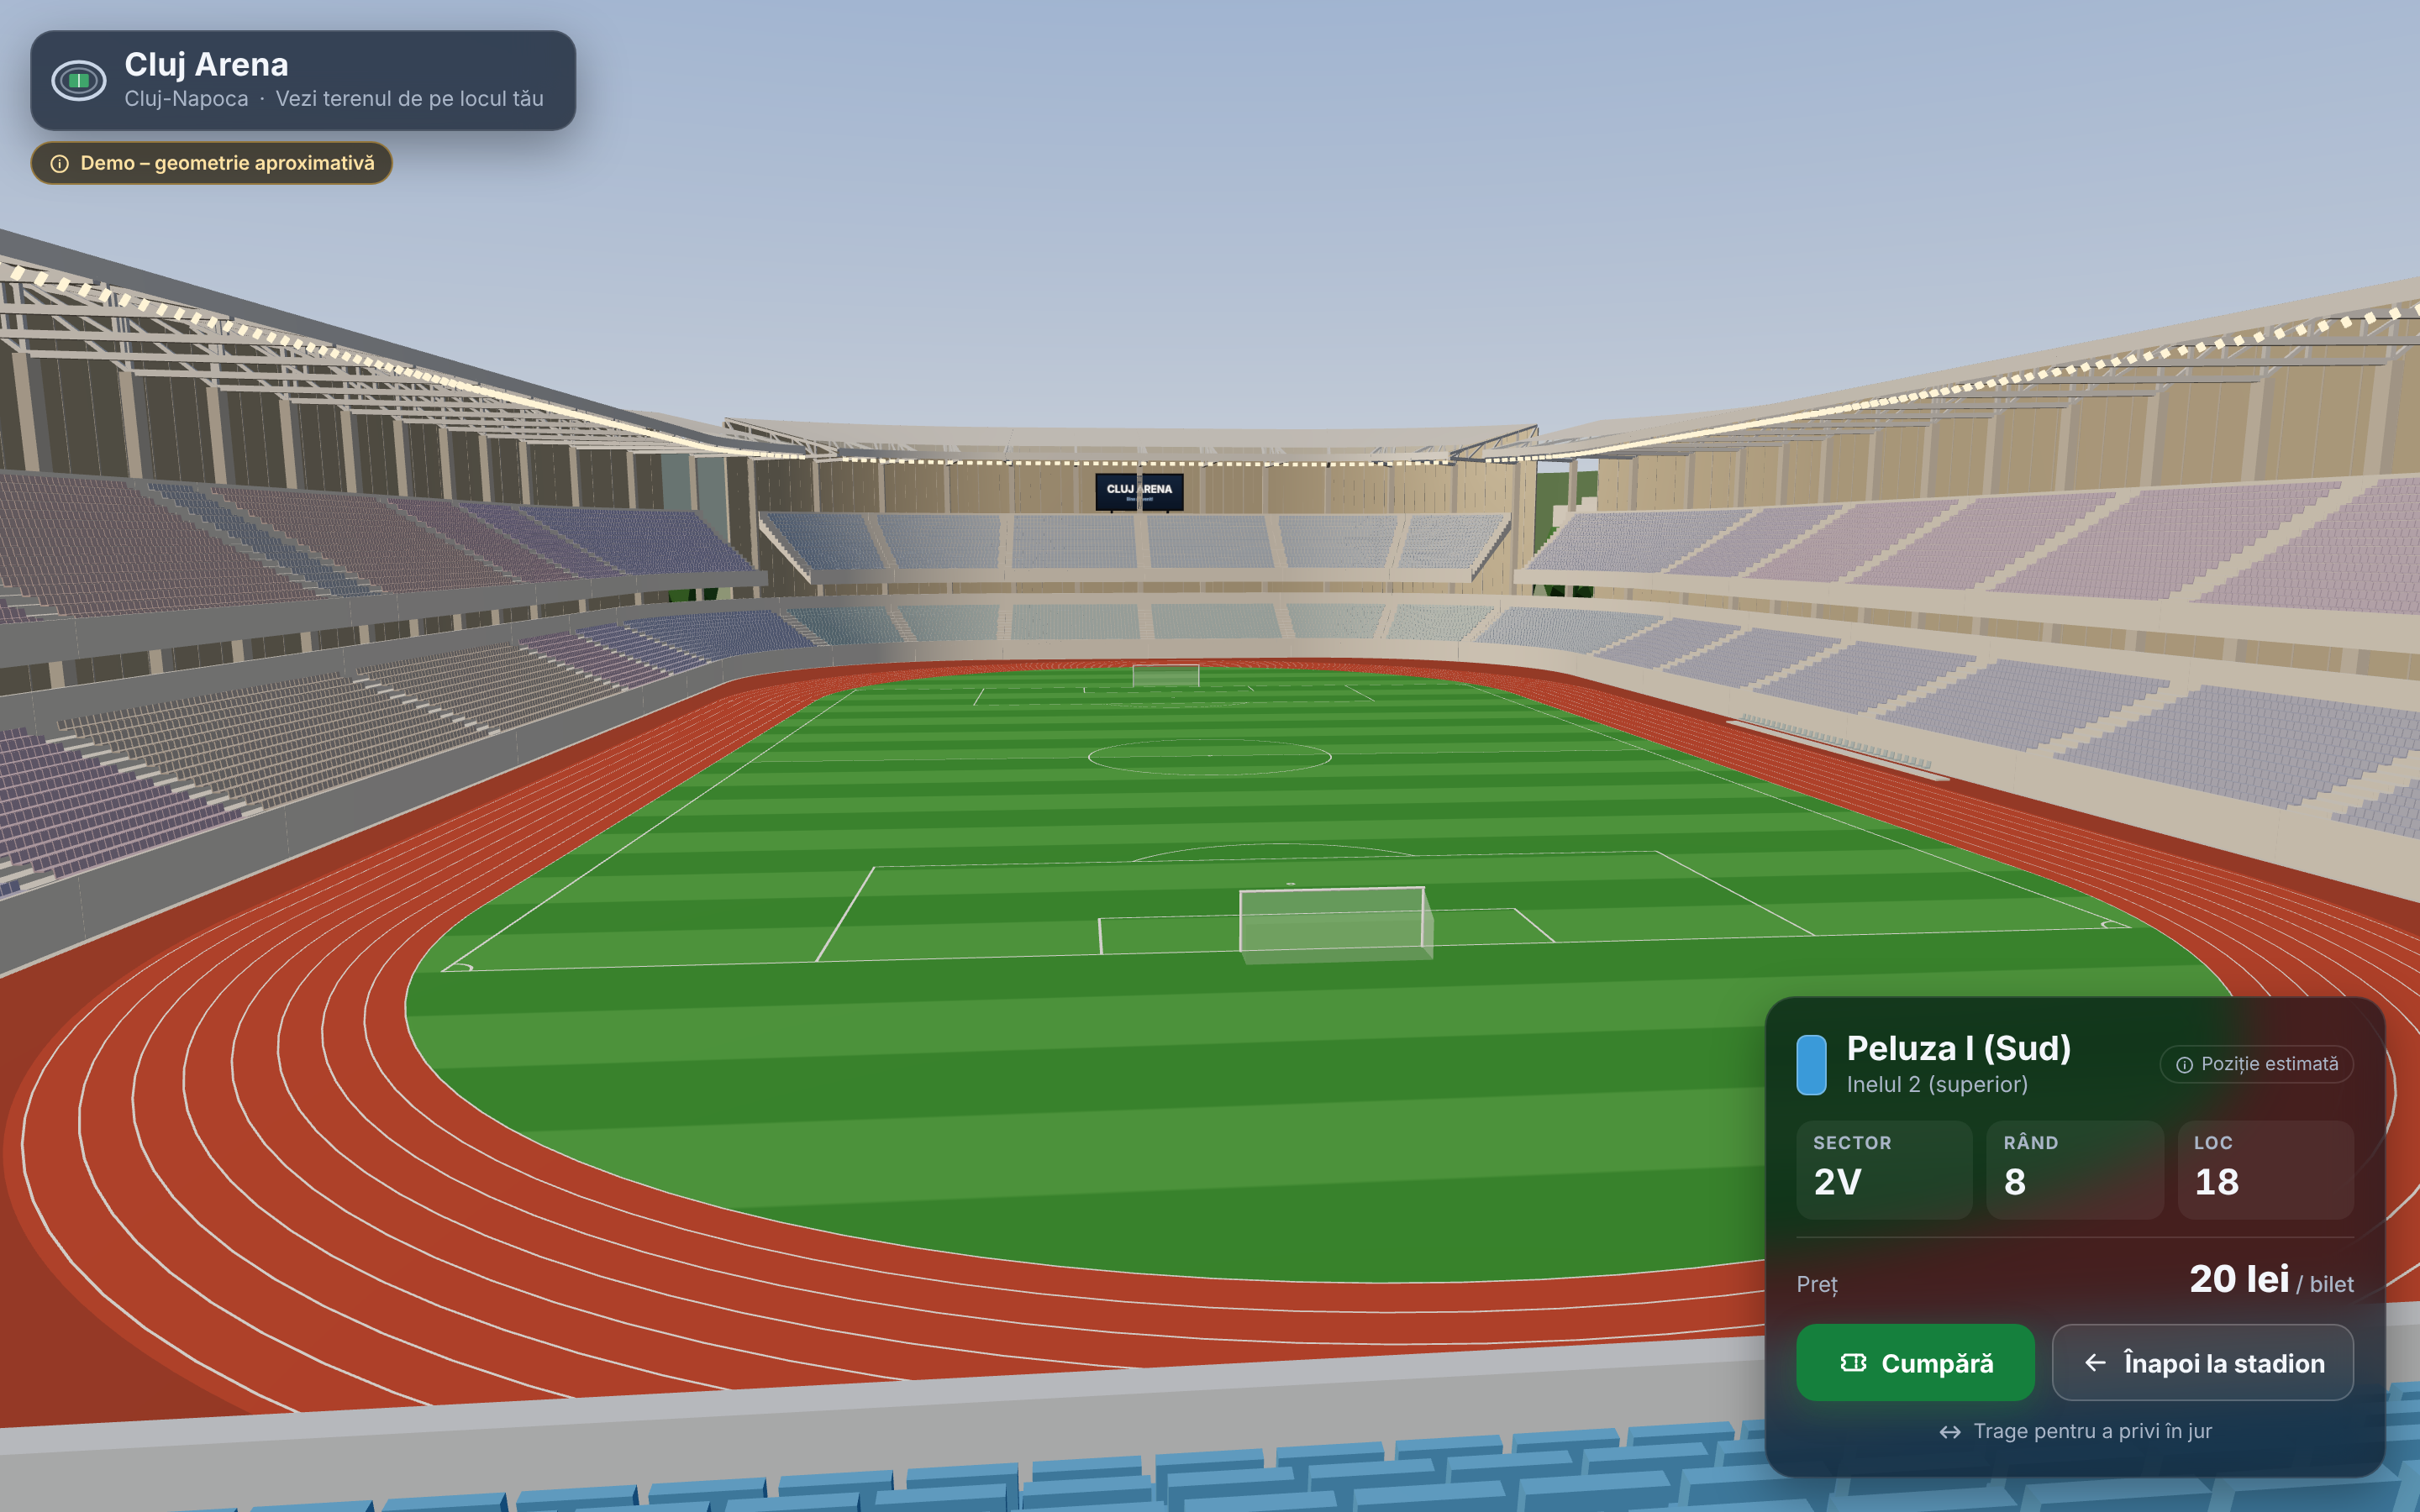 Cluj Arena
Cluj-Napoca · Vezi terenul de pe locul tău
Demo – geometrie aproximativă
CLUJ ARENA
Peluza I (Sud)
Inelul 2 (superior)
Poziție estimată
SECTOR
2V
RÂND
8
LOC
18
Preț
20 lei / bilet
Cumpără
Înapoi la stadion
Trage pentru a privi în jur